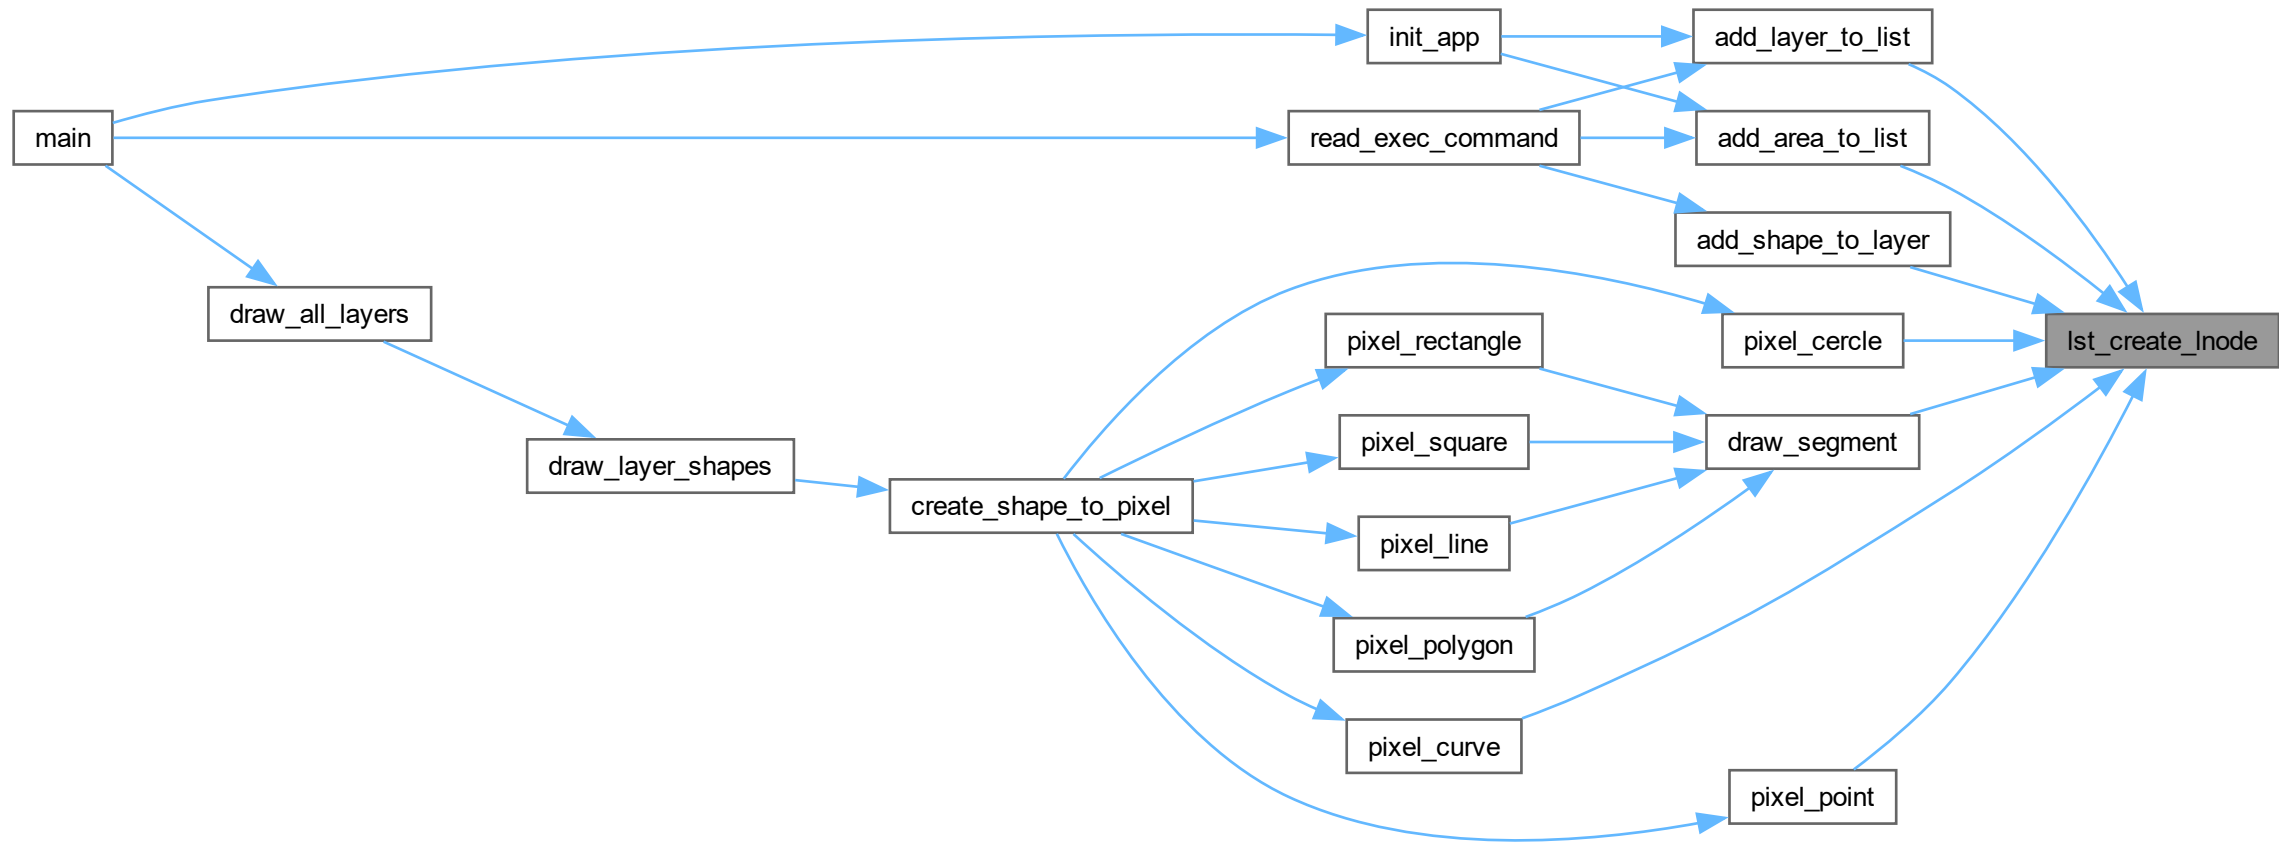 init_app
add_layer_to_list
main
read_exec_command
add_area_to_list
add_shape_to_layer
draw_all_layers
pixel_rectangle
pixel_cercle
lst_create_lnode
pixel_square
draw_segment
draw_layer_shapes
create_shape_to_pixel
pixel_line
pixel_polygon
pixel_curve
pixel_point